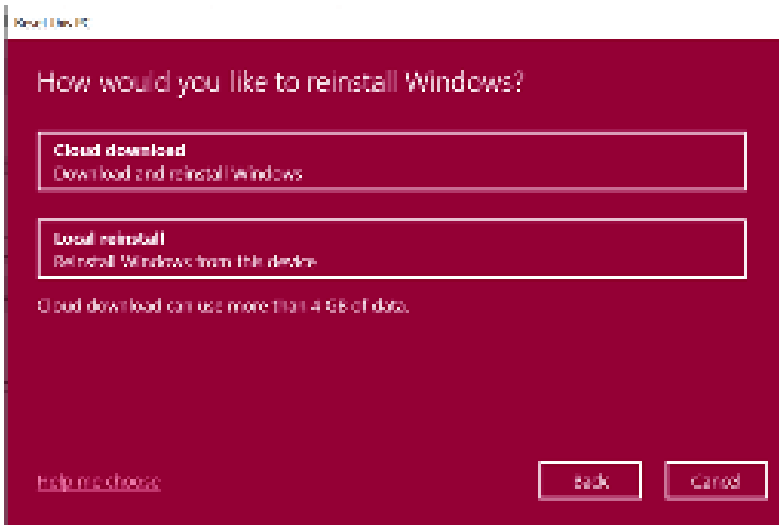 Reset this PC
How would you like to reinstall Windows?
Cloud download
Download and reinstall Windows
Local reinstall
Reinstall Windows from this device
Cloud download can use more than 4 GB of data.
Help me choose
Back
Cancel